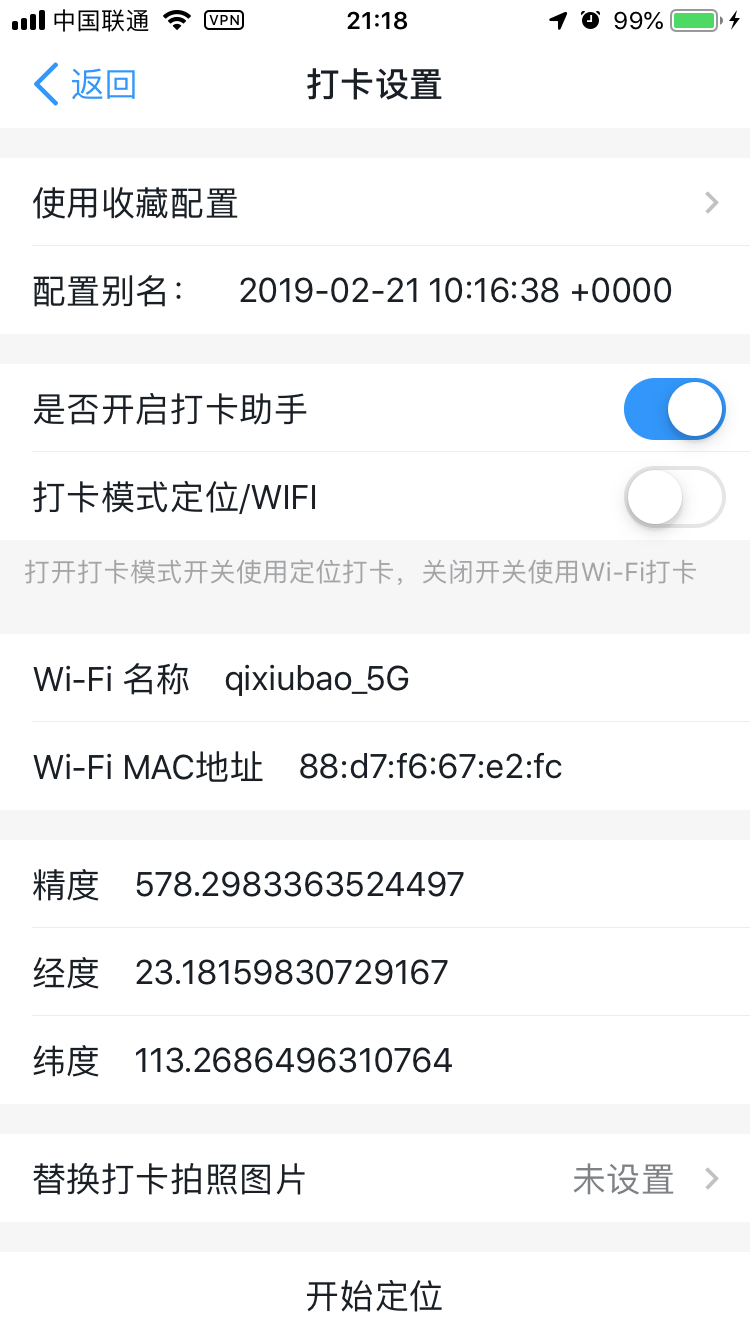 中国联通 VPN 21:18 99%
返回 打卡设置
使用收藏配置
配置别名： 2019-02-21 10:16:38 +0000
是否开启打卡助手
打卡模式定位/WIFI
打开打卡模式开关使用定位打卡，关闭开关使用Wi-Fi打卡
Wi-Fi 名称 qixiubao_5G
Wi-Fi MAC地址 88:d7:f6:67:e2:fc
精度 578.2983363524497
经度 23.18159830729167
纬度 113.2686496310764
替换打卡拍照图片 未设置
开始定位